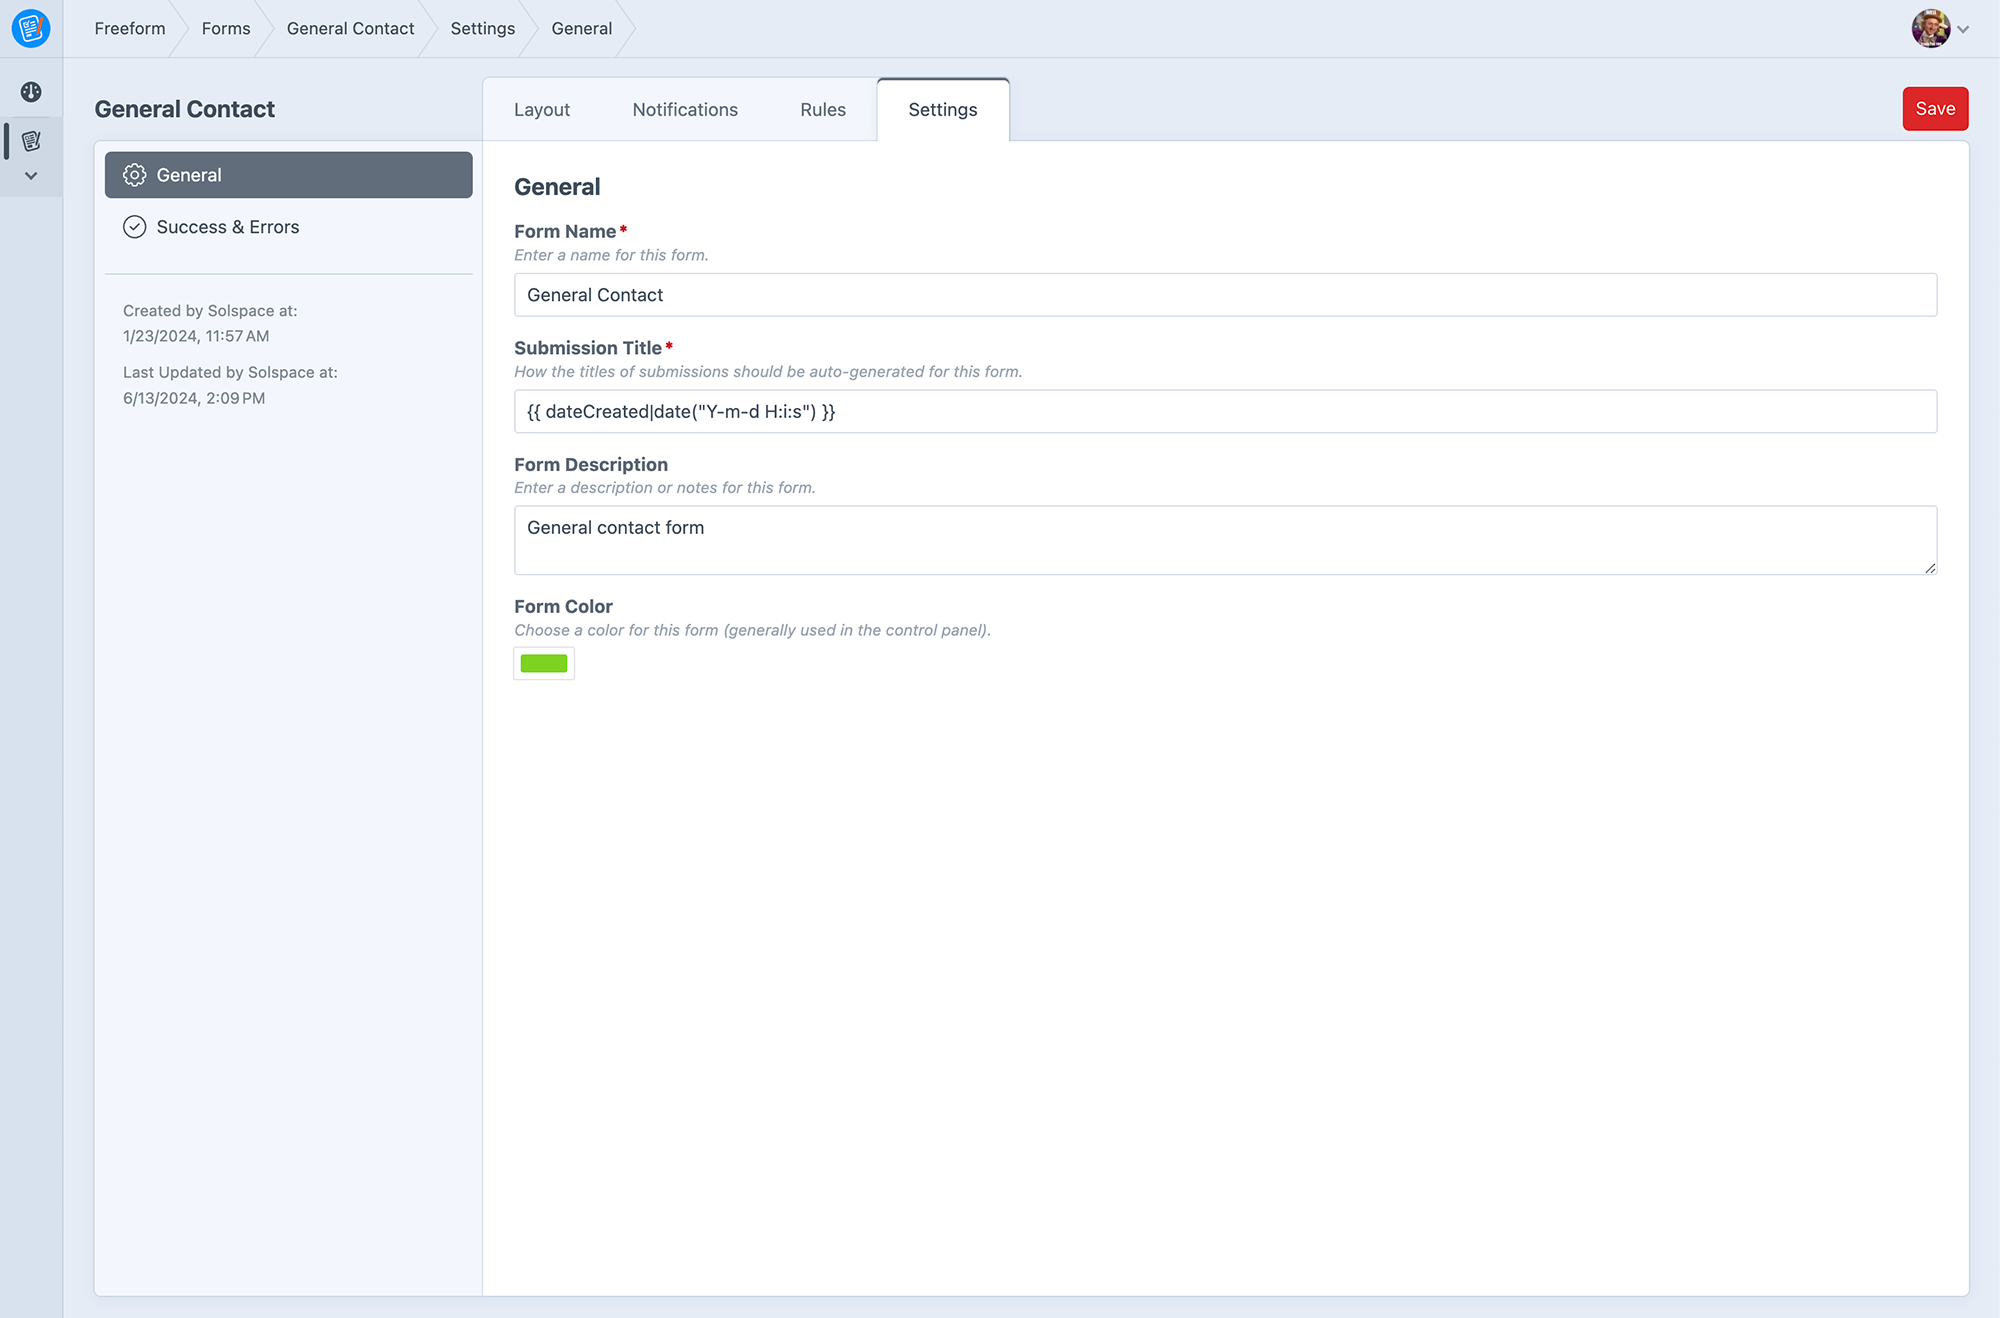 Freeform
Forms
General Contact
Settings
General
General Contact
Layout
Notifications
Rules
Settings
Save
General
Success & Errors
Created by Solspace at:
1/23/2024, 11:57 AM
Last Updated by Solspace at:
6/13/2024, 2:09 PM
General
Form Name*
Enter a name for this form.
General Contact
Submission Title*
How the titles of submissions should be auto-generated for this form.
{{ dateCreated|date("Y-m-d H:i:s") }}
Form Description
Enter a description or notes for this form.
General contact form
Form Color
Choose a color for this form (generally used in the control panel).